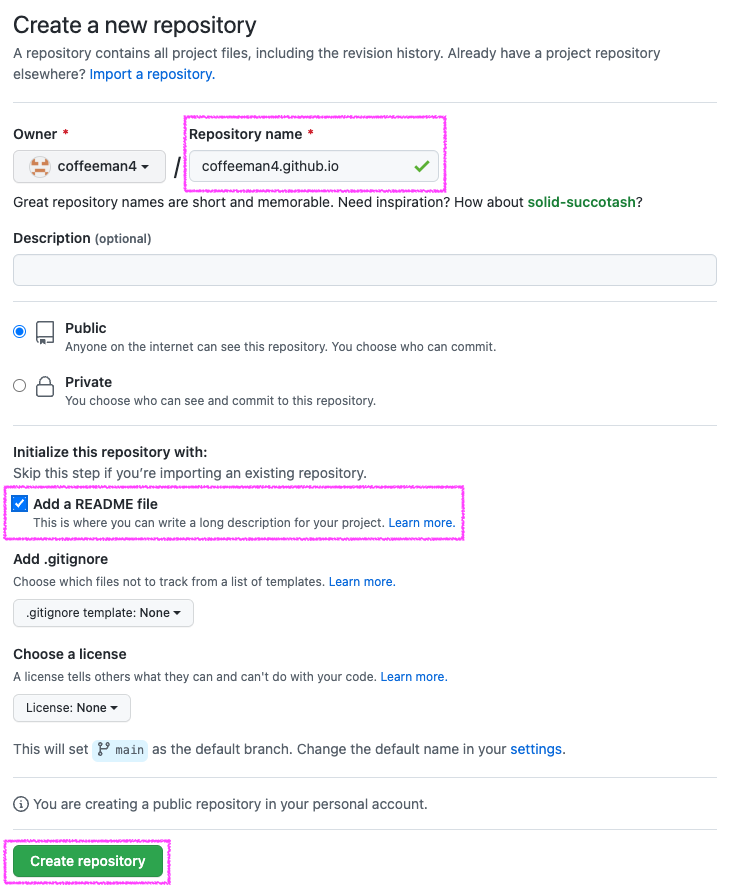 Create a new repository
A repository contains all project files, including the revision history. Already have a project repository
elsewhere? Import a repository.
Owner * Repository name *
coffeeman4 / coffeeman4.github.io
Great repository names are short and memorable. Need inspiration? How about solid-succotash?
Description (optional)
Public
Anyone on the internet can see this repository. You choose who can commit.
Private
You choose who can see and commit to this repository.
Initialize this repository with:
Skip this step if you’re importing an existing repository.
Add a README file
This is where you can write a long description for your project. Learn more.
Add .gitignore
Choose which files not to track from a list of templates. Learn more.
.gitignore template: None
Choose a license
A license tells others what they can and can't do with your code. Learn more.
License: None
This will set main as the default branch. Change the default name in your settings.
You are creating a public repository in your personal account.
Create repository